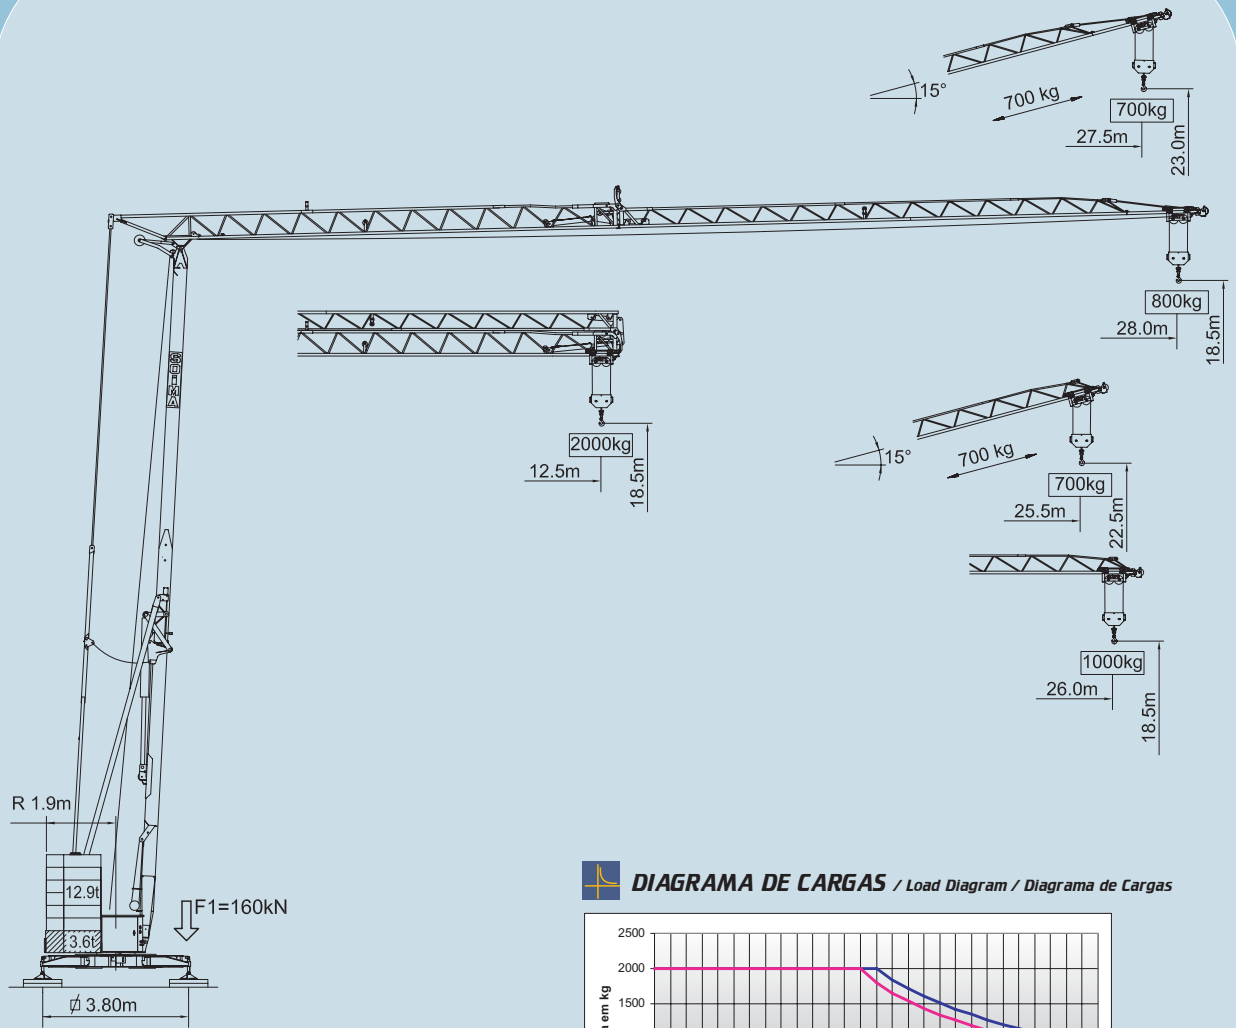 15°
700 kg
700kg
27.5m
23.0m
800kg
28.0m
18.5m
SOIMA
2000kg
12.5m
18.5m
15°
700 kg
700kg
25.5m
22.5m
1000kg
26.0m
18.5m
R 1.9m
12.9t
3.6t
F1=160kN
3.80m
DIAGRAMA DE CARGAS / Load Diagram / Diagrama de Cargas
2500
2000
1500
em kg